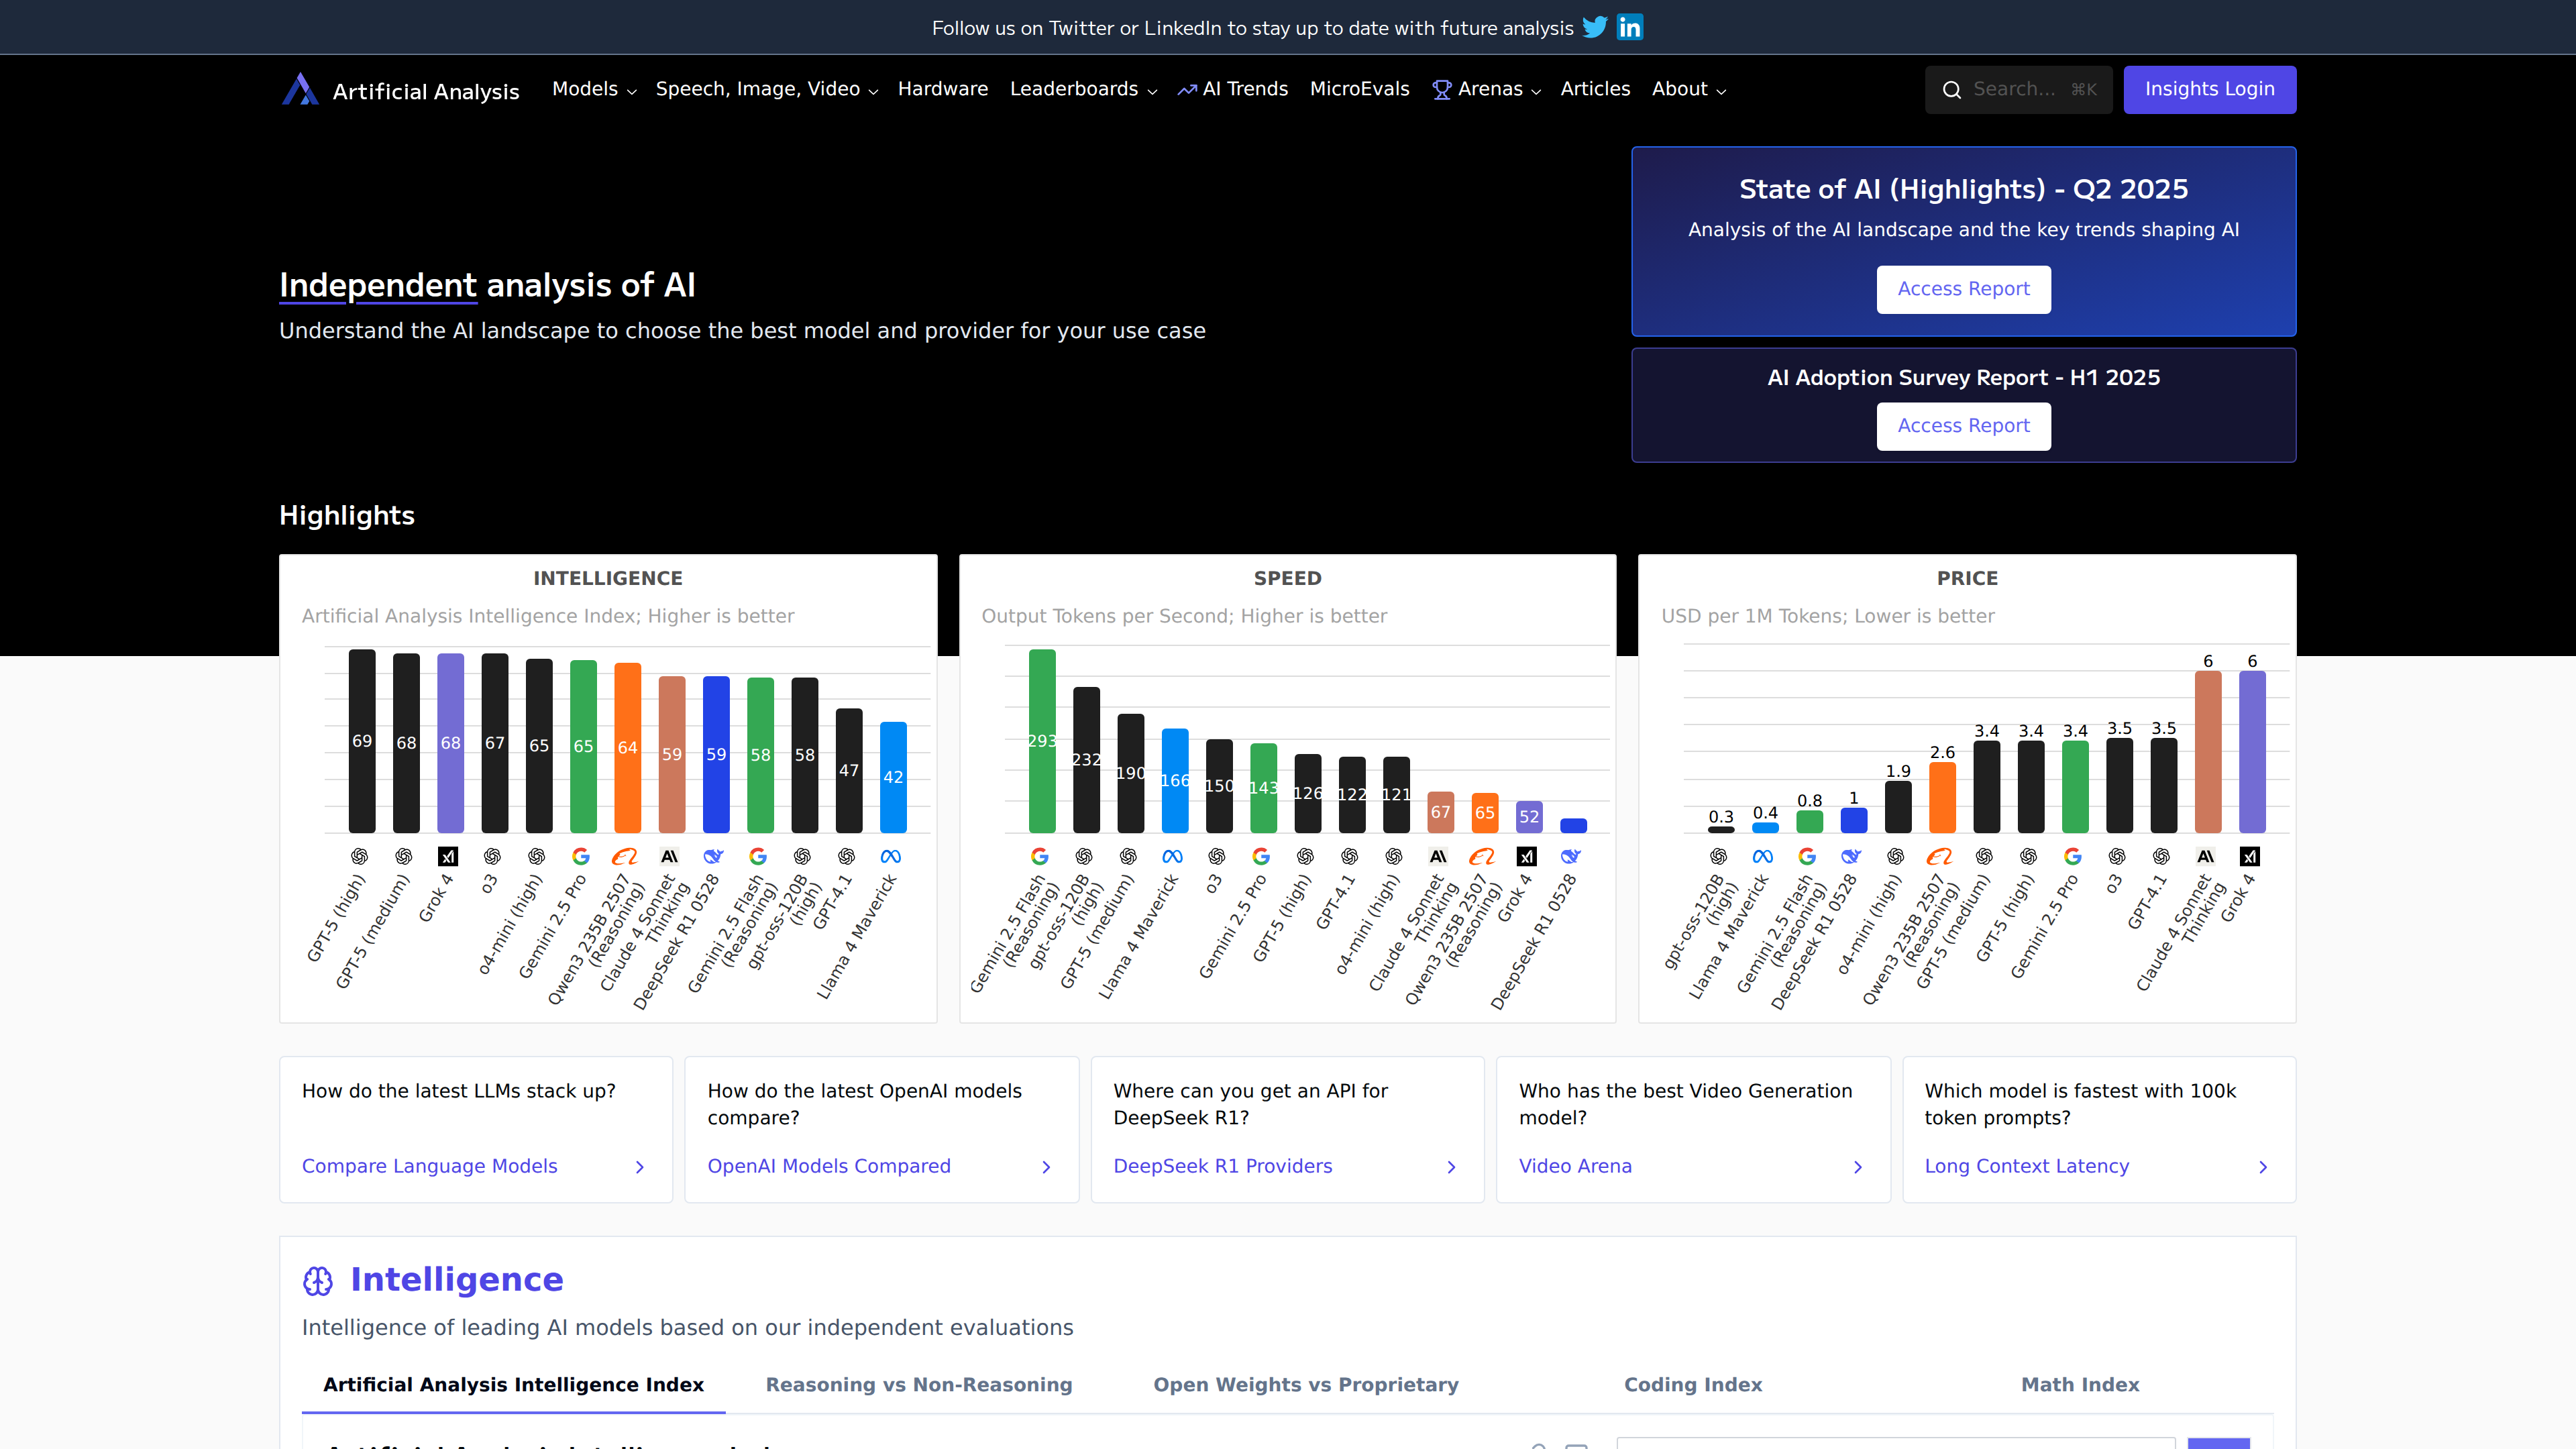 Follow us on Twitter or LinkedIn to stay up to date with future analysis
Artificial Analysis
Models
Speech, Image, Video
Hardware
Leaderboards
AI Trends
MicroEvals
Arenas
Articles
About
Search... ⌘K
Insights Login
State of AI (Highlights) - Q2 2025
Analysis of the AI landscape and the key trends shaping AI
Access Report
Independent analysis of AI
Understand the AI landscape to choose the best model and provider for your use case
AI Adoption Survey Report - H1 2025
Access Report
Highlights
INTELLIGENCE
Artificial Analysis Intelligence Index; Higher is better
69 68 68 67 65 65 64 59 59 58 58 47 42
GPT-5 (high)
GPT-5 (medium)
Grok 4
o3
o4-mini (high)
Gemini 2.5 Pro
Qwen3 235B 2507
(Reasoning)
Claude 4 Sonnet
Thinking
DeepSeek R1 0528
Gemini 2.5 Flash
(Reasoning)
gpt-oss-120B
(high)
GPT-4.1
Llama 4 Maverick
SPEED
Output Tokens per Second; Higher is better
293 232 190 166 150 143 126 122 121 67 65 52
Gemini 2.5 Flash
(Reasoning)
gpt-oss-120B
(high)
GPT-5 (medium)
Llama 4 Maverick
o3
Gemini 2.5 Pro
GPT-5 (high)
GPT-4.1
o4-mini (high)
Claude 4 Sonnet
Thinking
Qwen3 235B 2507
(Reasoning)
Grok 4
DeepSeek R1 0528
PRICE
USD per 1M Tokens; Lower is better
0.3 0.4 0.8 1 1.9 2.6 3.4 3.4 3.4 3.5 3.5 6 6
gpt-oss-120B
(high)
Llama 4 Maverick
Gemini 2.5 Flash
(Reasoning)
DeepSeek R1 0528
o4-mini (high)
Qwen3 235B 2507
(Reasoning)
GPT-5 (medium)
GPT-5 (high)
Gemini 2.5 Pro
o3
GPT-4.1
Claude 4 Sonnet
Thinking
Grok 4
How do the latest LLMs stack up?
Compare Language Models
How do the latest OpenAI models
compare?
OpenAI Models Compared
Where can you get an API for
DeepSeek R1?
DeepSeek R1 Providers
Who has the best Video Generation
model?
Video Arena
Which model is fastest with 100k
token prompts?
Long Context Latency
Intelligence
Intelligence of leading AI models based on our independent evaluations
Artificial Analysis Intelligence Index
Reasoning vs Non-Reasoning
Open Weights vs Proprietary
Coding Index
Math Index